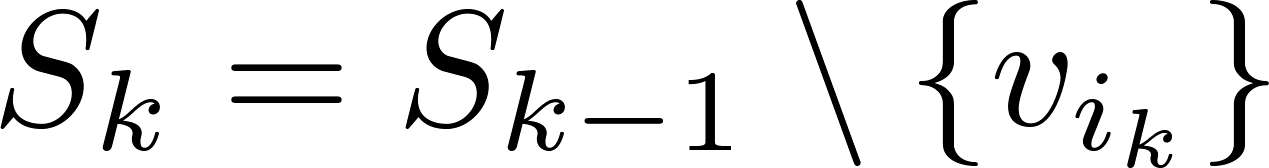 $S_k = S_{k-1} \setminus \{v_{i_k}\}$